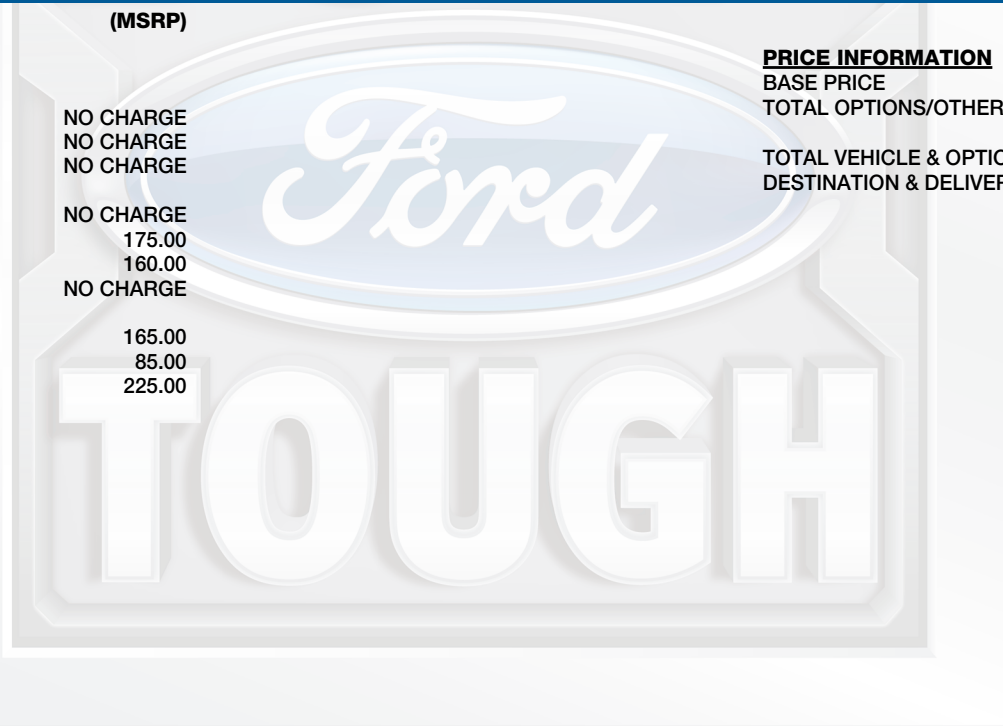 (MSRP)
NO CHARGE
NO CHARGE
NO CHARGE
NO CHARGE
175.00
160.00
NO CHARGE
165.00
85.00
225.00
PRICE INFORMATION
BASE PRICE
TOTAL OPTIONS/OTHER
TOTAL VEHICLE & OPTIO
DESTINATION & DELIVER
Ford
TOUGH